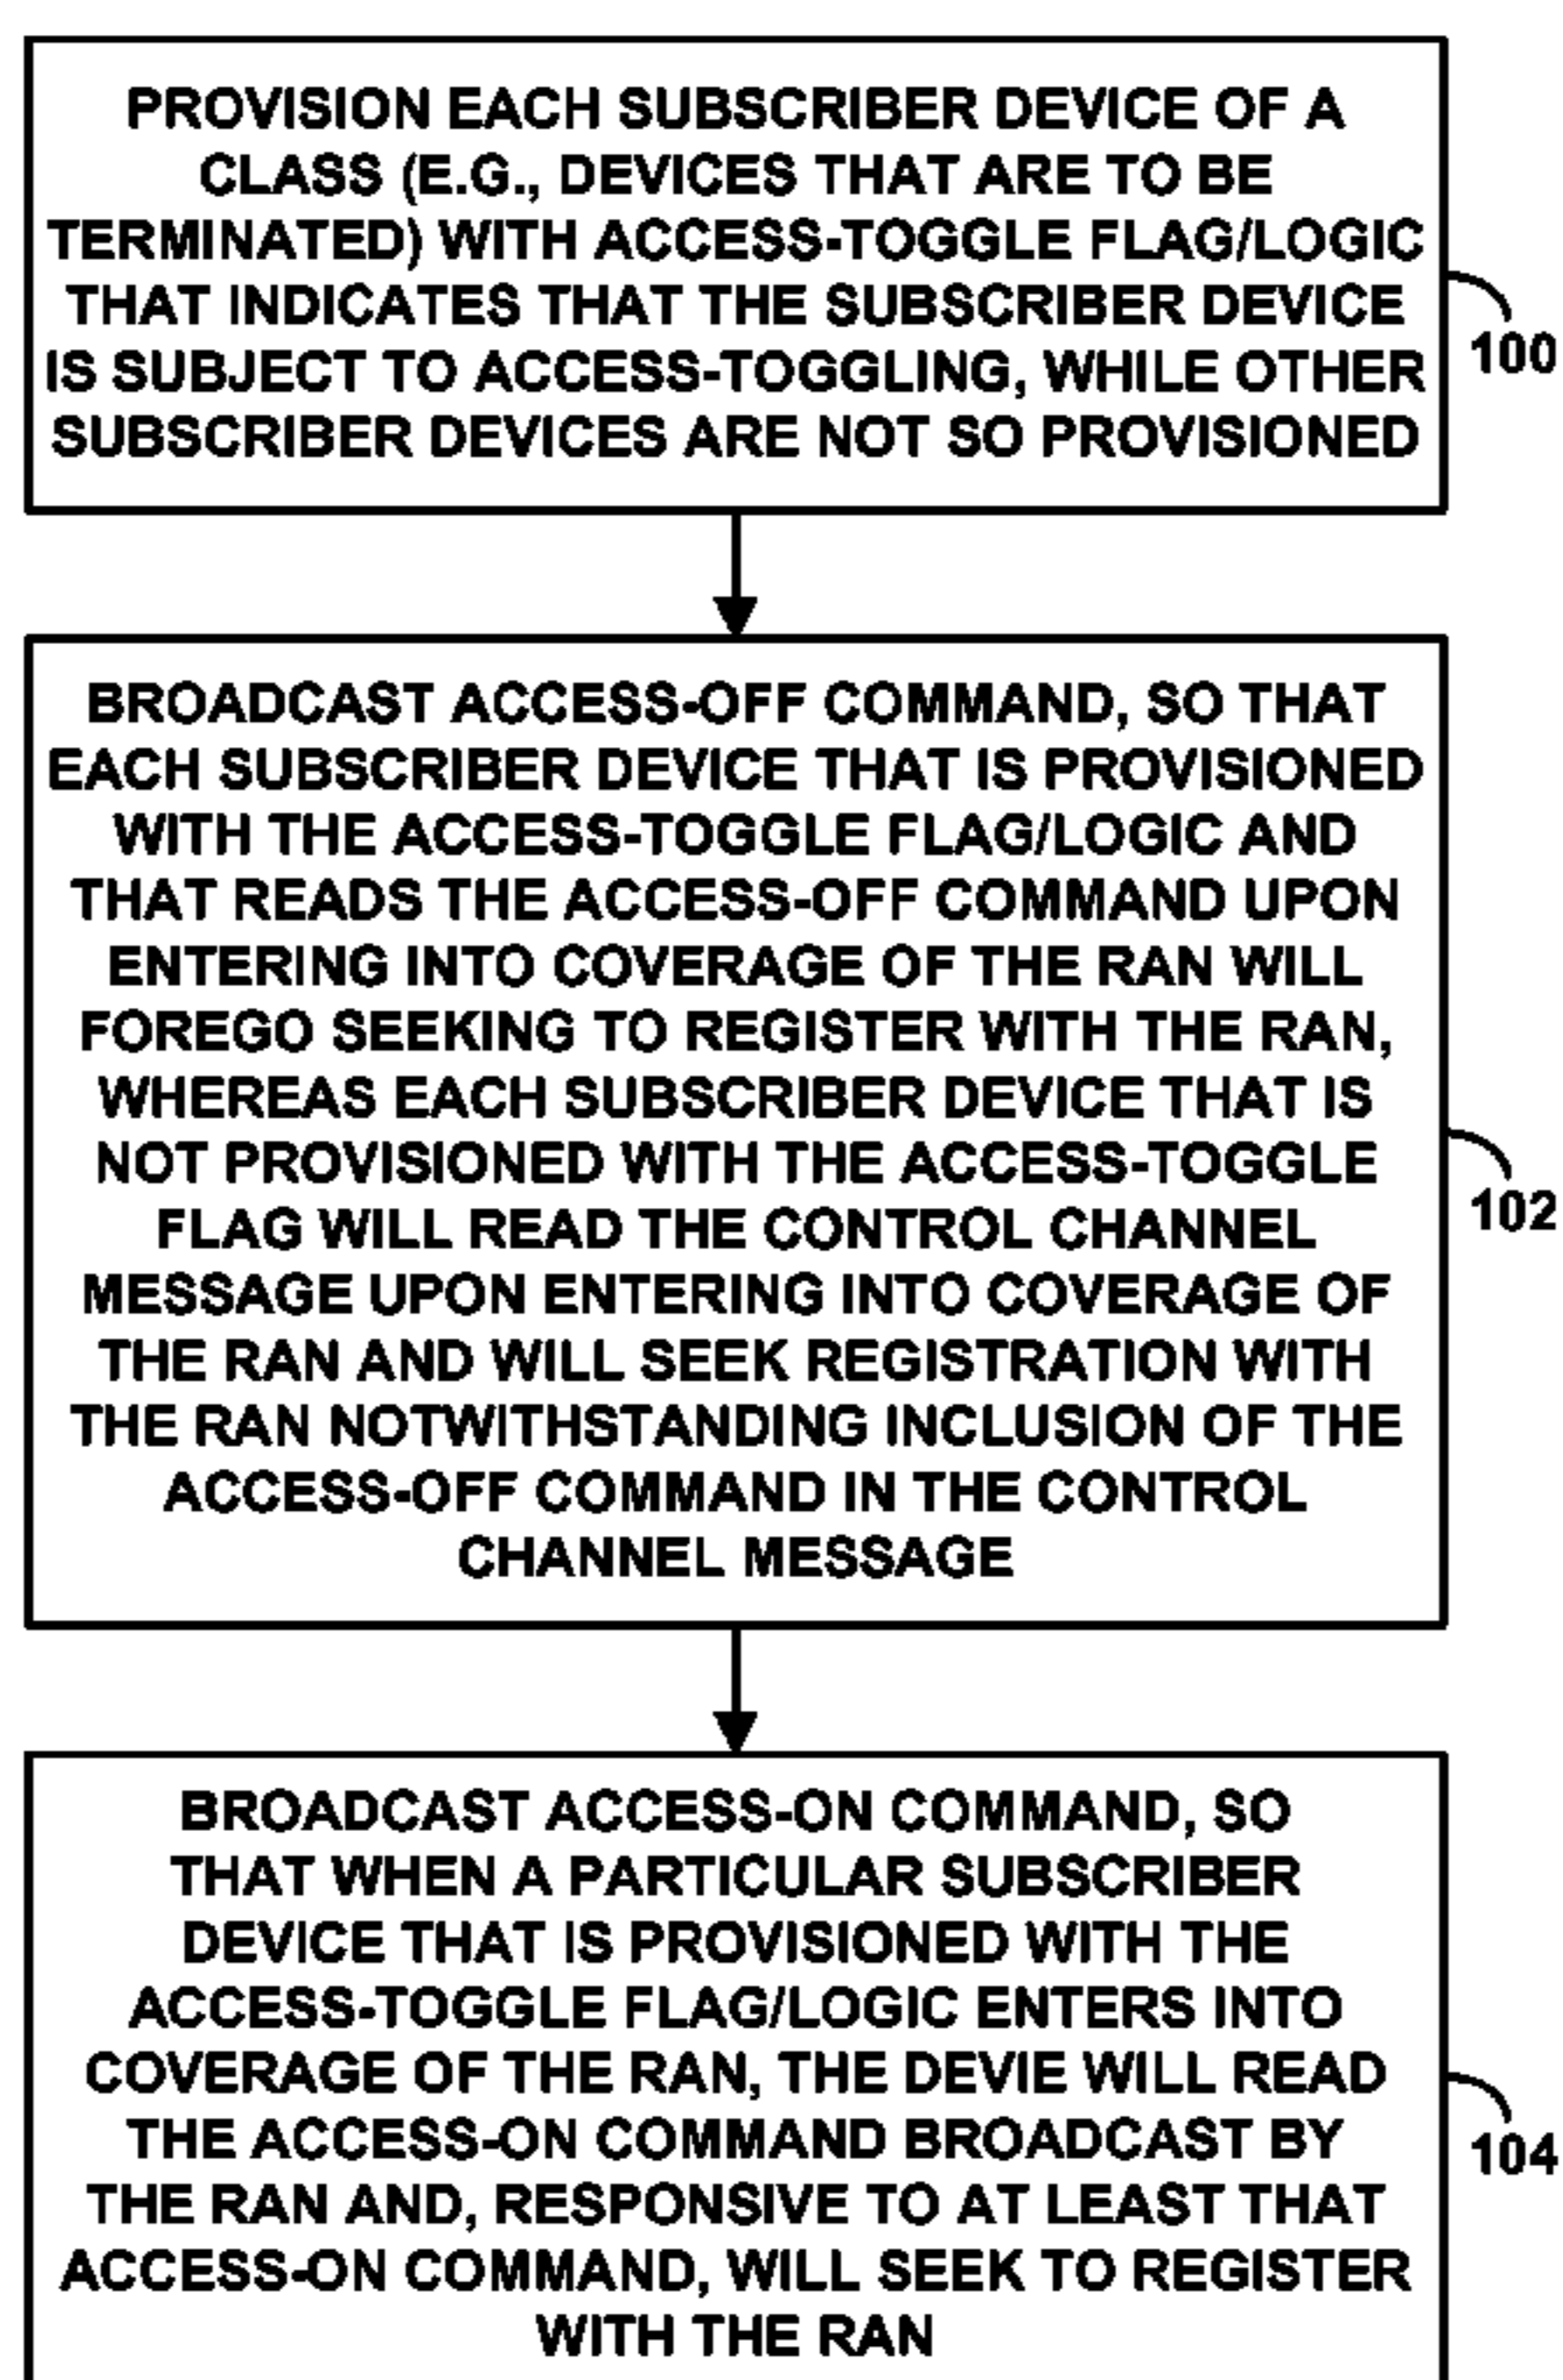 PROVISION EACH SUBSCRIBER DEVICE OF A
CLASS (E.G., DEVICES THAT ARE TO BE
TERMINATED) WITH ACCESS-TOGGLE FLAG/LOGIC
THAT INDICATES THAT THE SUBSCRIBER DEVICE
IS SUBJECT TO ACCESS-TOGGLING, WHILE OTHER
SUBSCRIBER DEVICES ARE NOT SO PROVISIONED
100
BROADCAST ACCESS-OFF COMMAND, SO THAT
EACH SUBSCRIBER DEVICE THAT IS PROVISIONED
WITH THE ACCESS-TOGGLE FLAG/LOGIC AND
THAT READS THE ACCESS-OFF COMMAND UPON
ENTERING INTO COVERAGE OF THE RAN WILL
FOREGO SEEKING TO REGISTER WITH THE RAN,
WHEREAS EACH SUBSCRIBER DEVICE THAT IS
NOT PROVISIONED WITH THE ACCESS-TOGGLE
FLAG WILL READ THE CONTROL CHANNEL
MESSAGE UPON ENTERING INTO COVERAGE OF
THE RAN AND WILL SEEK REGISTRATION WITH
THE RAN NOTWITHSTANDING INCLUSION OF THE
ACCESS-OFF COMMAND IN THE CONTROL
CHANNEL MESSAGE
102
BROADCAST ACCESS-ON COMMAND, SO
THAT WHEN A PARTICULAR SUBSCRIBER
DEVICE THAT IS PROVISIONED WITH THE
ACCESS-TOGGLE FLAG/LOGIC ENTERS INTO
COVERAGE OF THE RAN, THE DEVIE WILL READ
THE ACCESS-ON COMMAND BROADCAST BY
THE RAN AND, RESPONSIVE TO AT LEAST THAT
ACCESS-ON COMMAND, WILL SEEK TO REGISTER
WITH THE RAN
104